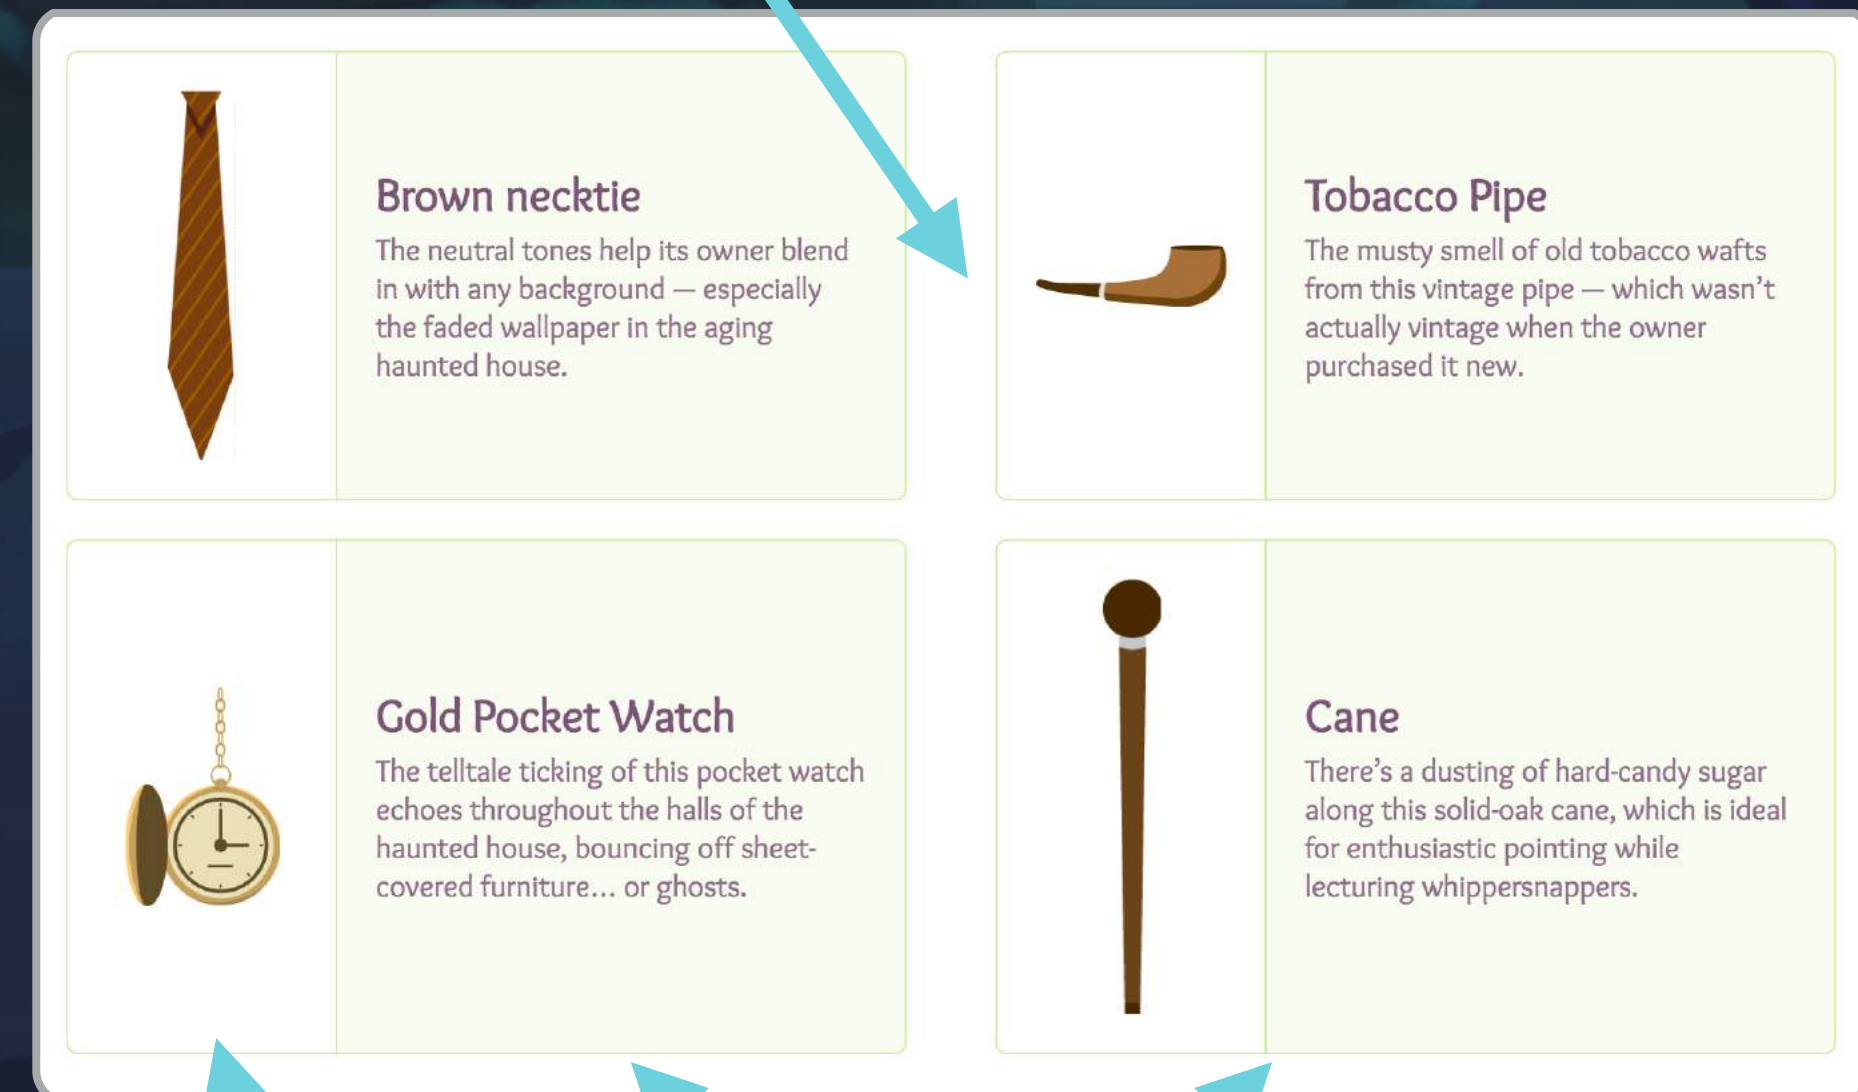 Brown necktie
The neutral tones help its owner blend
in with any background — especially
the faded wallpaper in the aging
haunted house.
Tobacco Pipe
The musty smell of old tobacco wafts
from this vintage pipe — which wasn't
actually vintage when the owner
purchased it new.
Gold Pocket Watch
The telltale ticking of this pocket watch
echoes throughout the halls of the
haunted house, bouncing off sheet-
covered furniture... or ghosts.
Cane
There's a dusting of hard-candy sugar
along this solid-oak cane, which is ideal
for enthusiastic pointing while
lecturing whippersnappers.